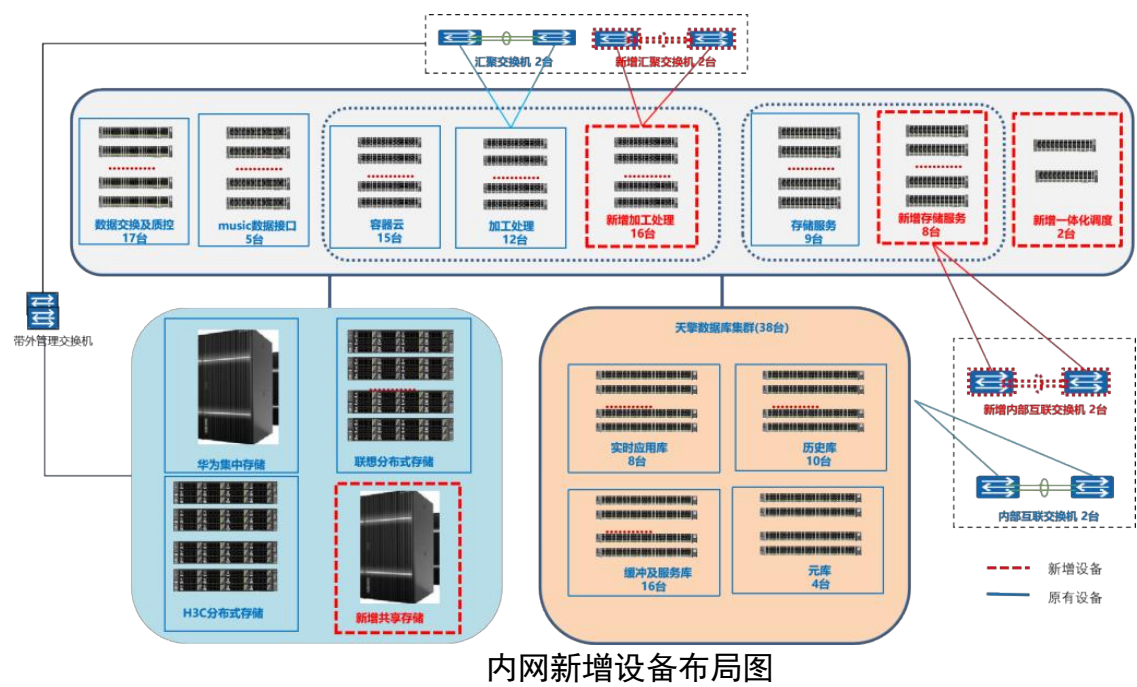 汇聚交换机 2台
新增汇聚交换机 2台
数据交换及质控
17台
music数据接口
5台
容器云
15台
加工处理
12台
新增加工处理
16台
存储服务
9台
新增存储服务
8台
新增一体化调度
2台
带外管理交换机
华为集中存储
联想分布式存储
H3C分布式存储
新增共享存储
天擎数据库集群(38台)
实时应用库
8台
历史库
10台
缓冲及服务库
16台
元库
4台
新增内部互联交换机 2台
内部互联交换机 2台
新增设备
原有设备
内网新增设备布局图